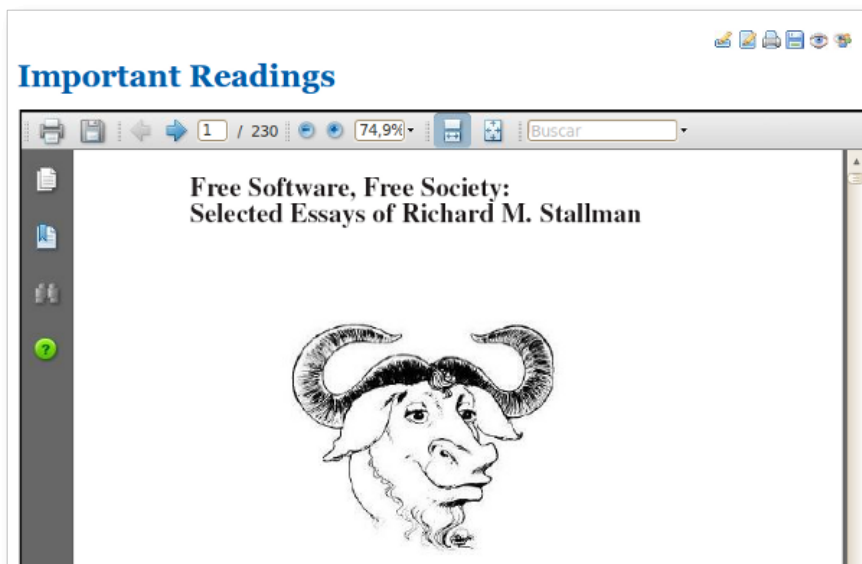 Important Readings
1 / 230 74,9% Buscar
Free Software, Free Society:
Selected Essays of Richard M. Stallman
?